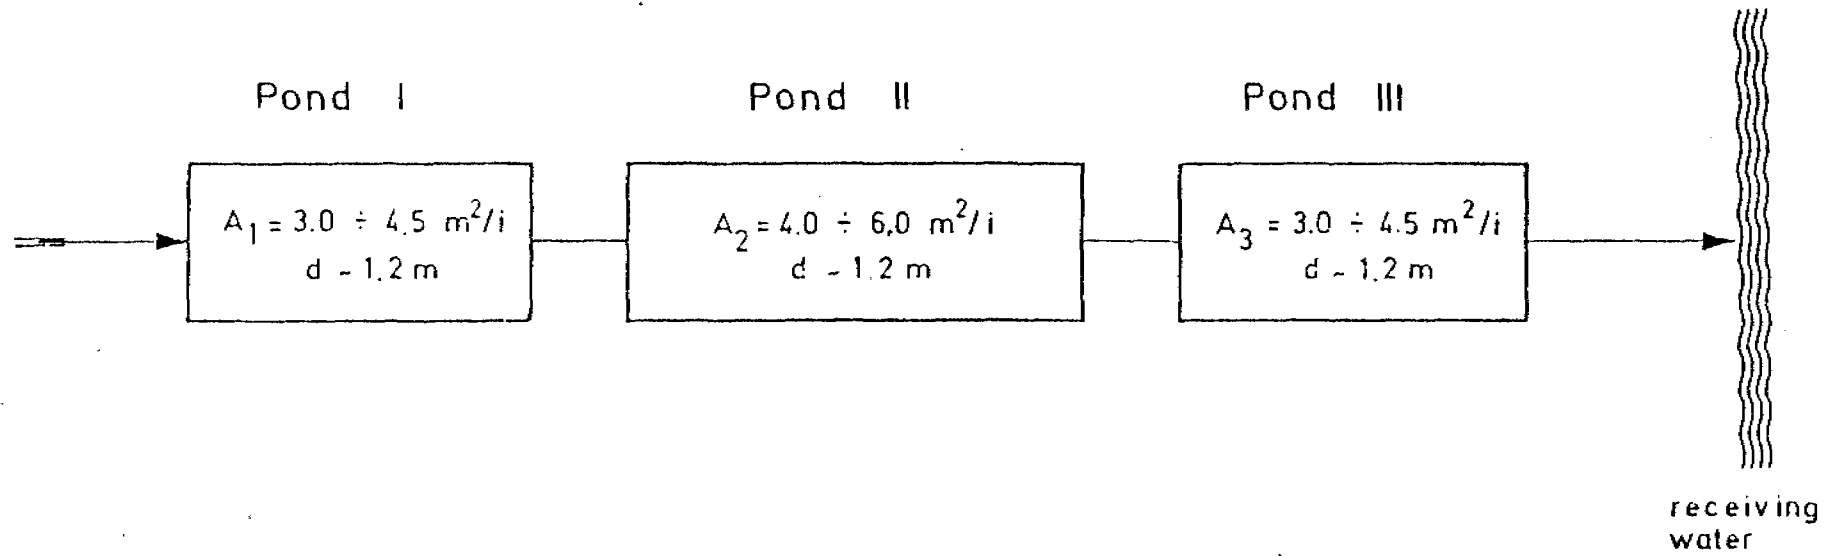 Pond I
Pond II
Pond III
A₁ = 3.0 ÷ 4.5 m²/i
d ~ 1.2 m
A₂ = 4.0 ÷ 6,0 m²/i
d ~ 1.2 m
A₃ = 3.0 ÷ 4.5 m²/i
d ~ 1.2 m
receiving
water